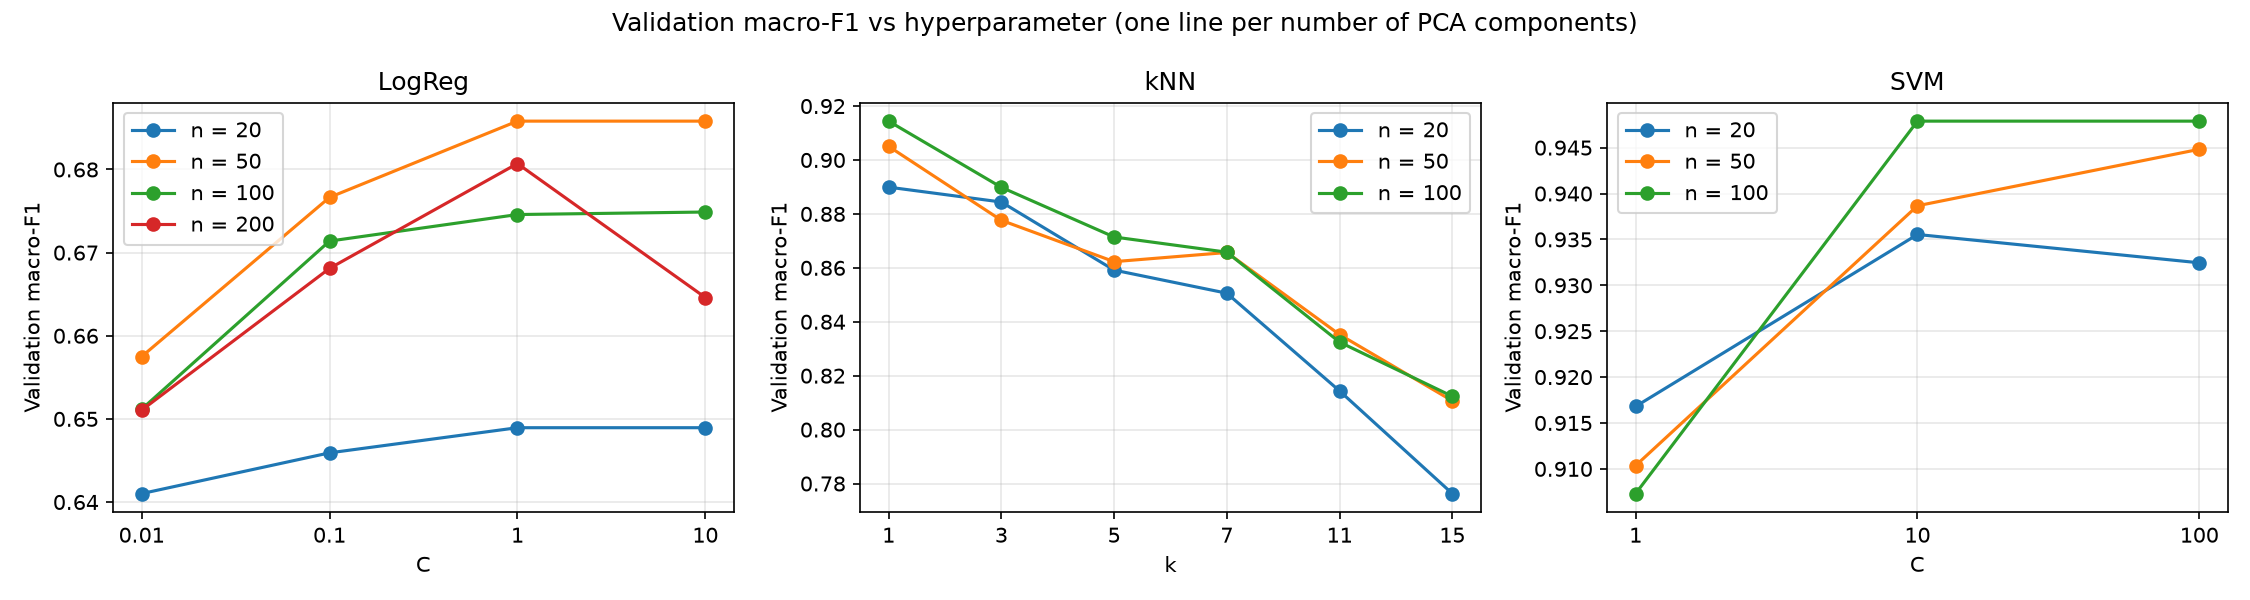 Validation macro-F1 vs hyperparameter (one line per number of PCA components)
LogReg
n = 20
n = 50
n = 100
n = 200
0.68
0.67
0.66
0.65
0.64
Validation macro-F1
0.01 0.1 1 10
C
kNN
n = 20
n = 50
n = 100
0.92
0.90
0.88
0.86
0.84
0.82
0.80
0.78
Validation macro-F1
1 3 5 7 11 15
k
SVM
n = 20
n = 50
n = 100
0.945
0.940
0.935
0.930
0.925
0.920
0.915
0.910
Validation macro-F1
1 10 100
C